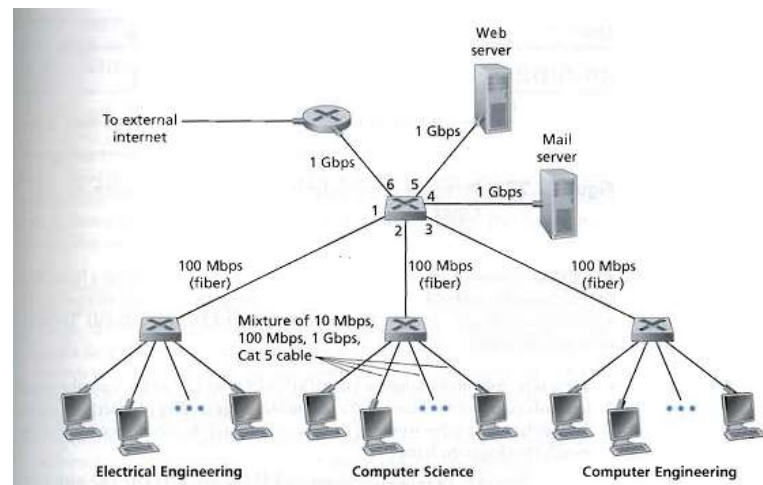 Web
server
To external
internet
1 Gbps
Mail
server
1 Gbps
6 5
4
1 Gbps
1
2
3
100 Mbps
(fiber)
100 Mbps
(fiber)
100 Mbps
(fiber)
Mixture of 10 Mbps,
100 Mbps, 1 Gbps,
Cat 5 cable
Electrical Engineering
Computer Science
Computer Engineering